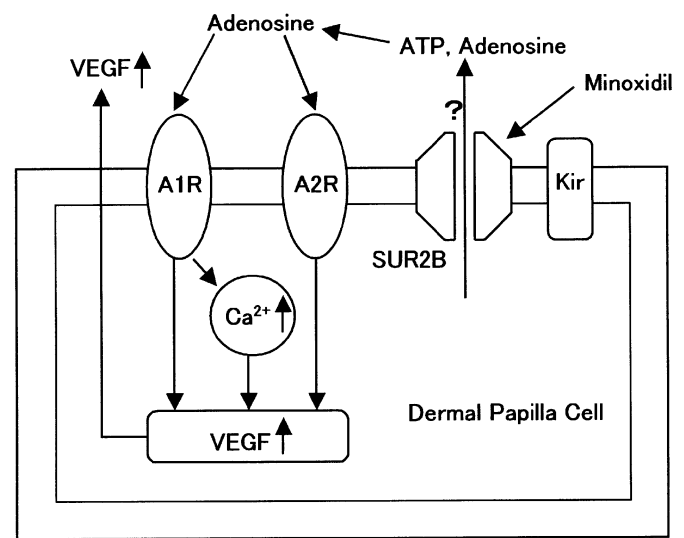 Adenosine
ATP, Adenosine
VEGF
Minoxidil
?
A1R
A2R
Kir
SUR2B
Ca²⁺
Dermal Papilla Cell
VEGF